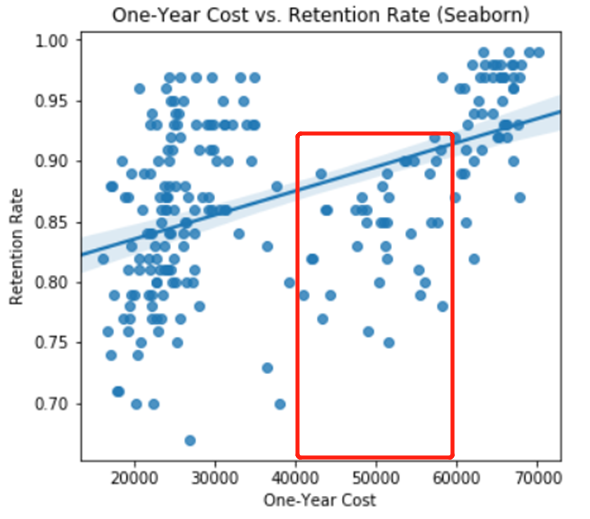 One-Year Cost vs. Retention Rate (Seaborn)
1.00
0.95
0.90
0.85
0.80
0.75
0.70
Retention Rate
20000 30000 40000 50000 60000 70000
One-Year Cost